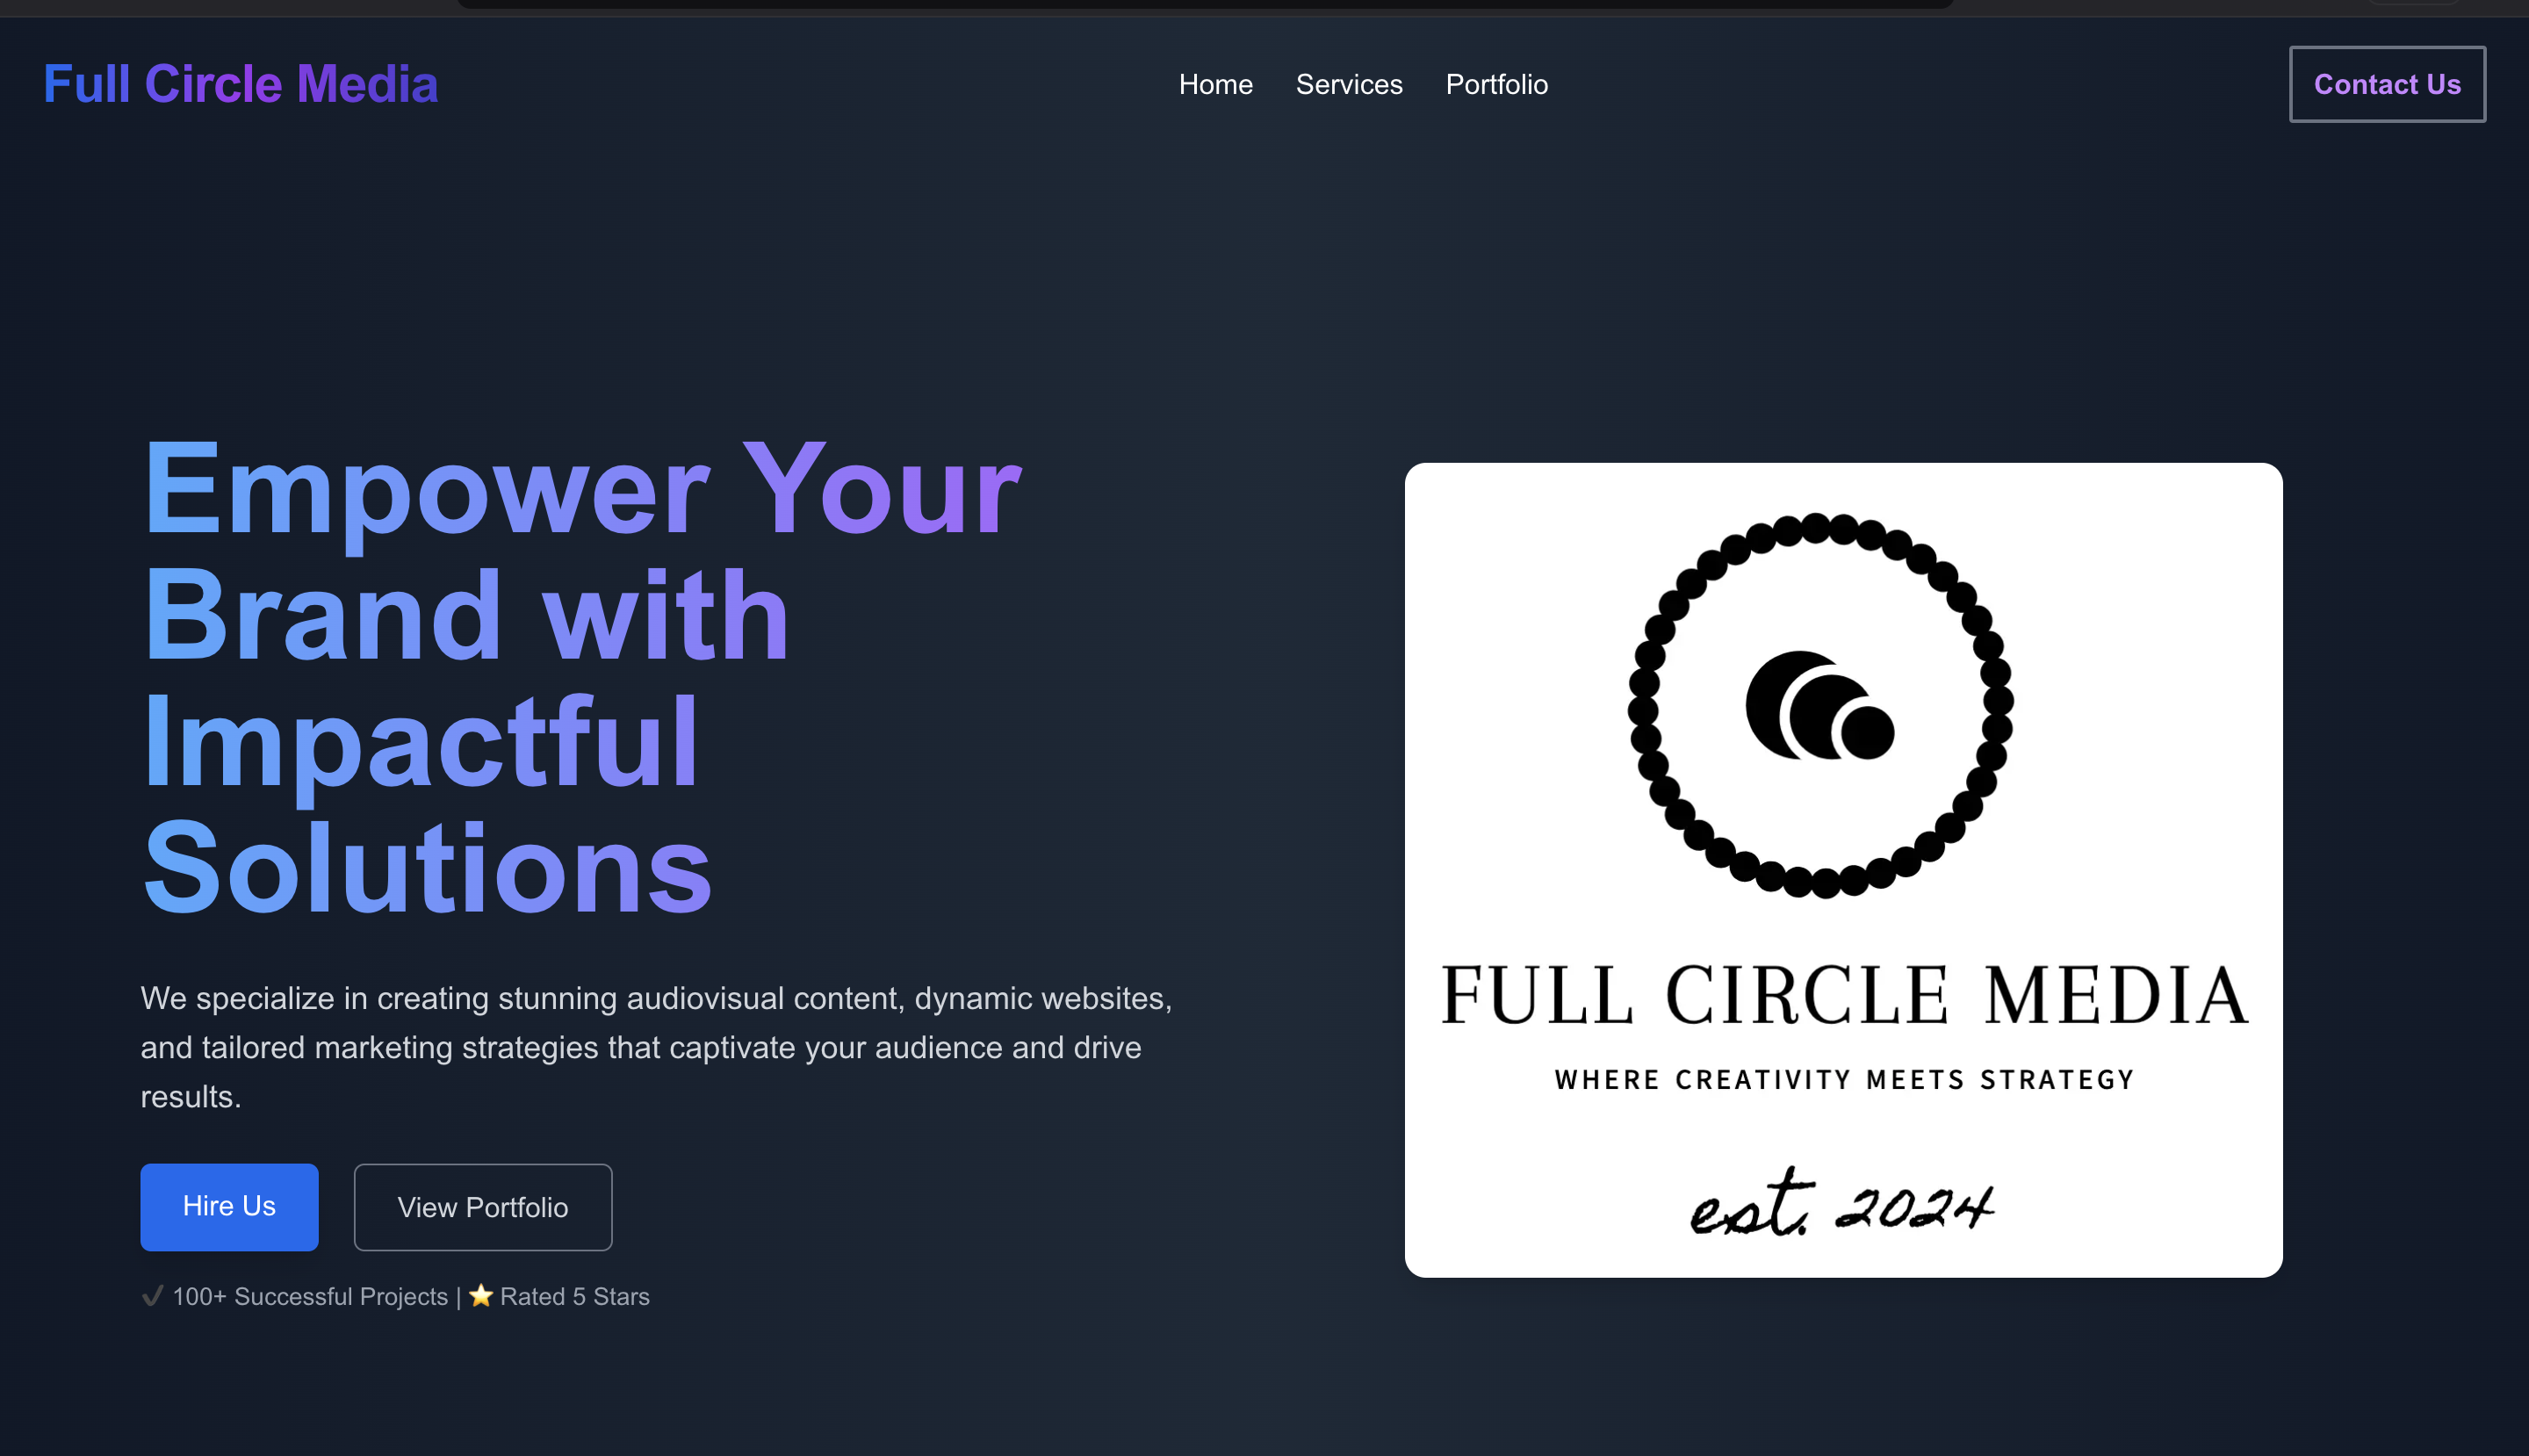 Full Circle Media
Home Services Portfolio
Contact Us
Empower Your
Brand with
Impactful
Solutions
We specialize in creating stunning audiovisual content, dynamic websites,
and tailored marketing strategies that captivate your audience and drive
results.
Hire Us
View Portfolio
✔ 100+ Successful Projects | ⭐ Rated 5 Stars
FULL CIRCLE MEDIA
WHERE CREATIVITY MEETS STRATEGY
est. 2024